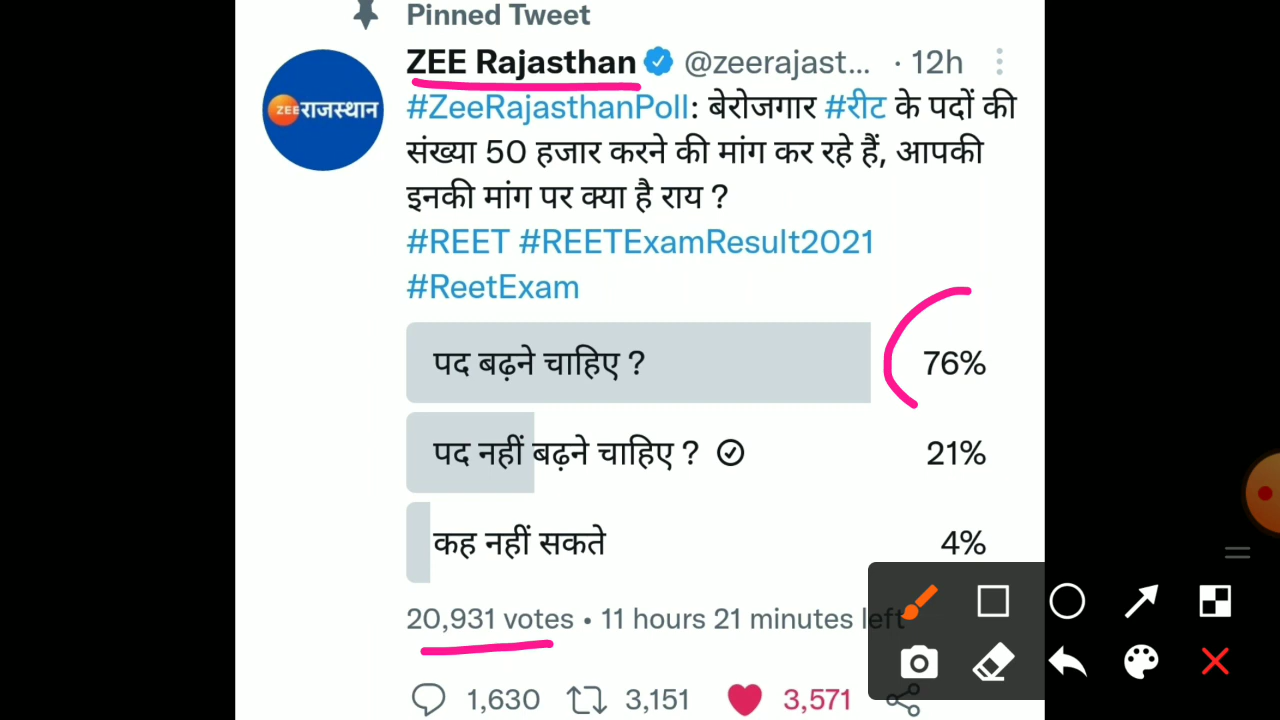 Pinned Tweet
ZEE Rajasthan @zeerajast... · 12h
ZEE राजस्थान
#ZeeRajasthanPoll: बेरोजगार #रीट के पदों की
संख्या 50 हजार करने की मांग कर रहे हैं, आपकी
इनकी मांग पर क्या है राय ?
#REET #REETExamResult2021
#ReetExam
पद बढ़ने चाहिए ? 76%
पद नहीं बढ़ने चाहिए ? 21%
कह नहीं सकते 4%
20,931 votes • 11 hours 21 minutes left
1,630 3,151 3,571